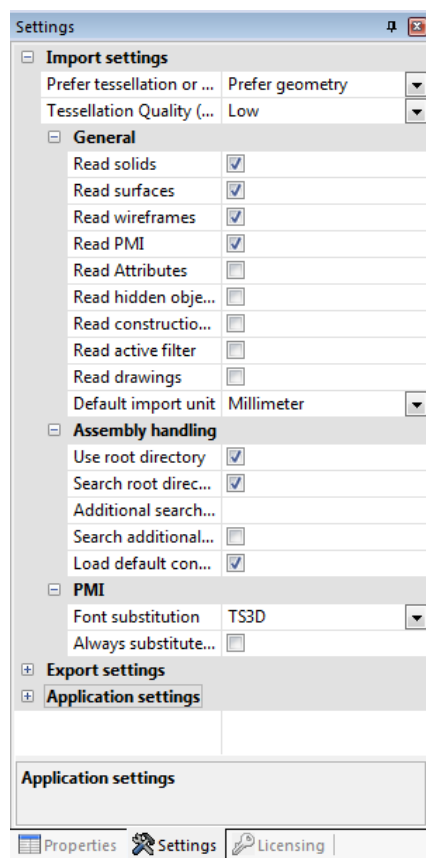 Settings
Import settings
Prefer tessellation or ... Prefer geometry
Tessellation Quality (... Low
General
Read solids
Read surfaces
Read wireframes
Read PMI
Read Attributes
Read hidden obje...
Read constructio...
Read active filter
Read drawings
Default import unit Millimeter
Assembly handling
Use root directory
Search root direc...
Additional search...
Search additional...
Load default con...
PMI
Font substitution TS3D
Always substitute...
Export settings
Application settings
Application settings
Properties Settings Licensing